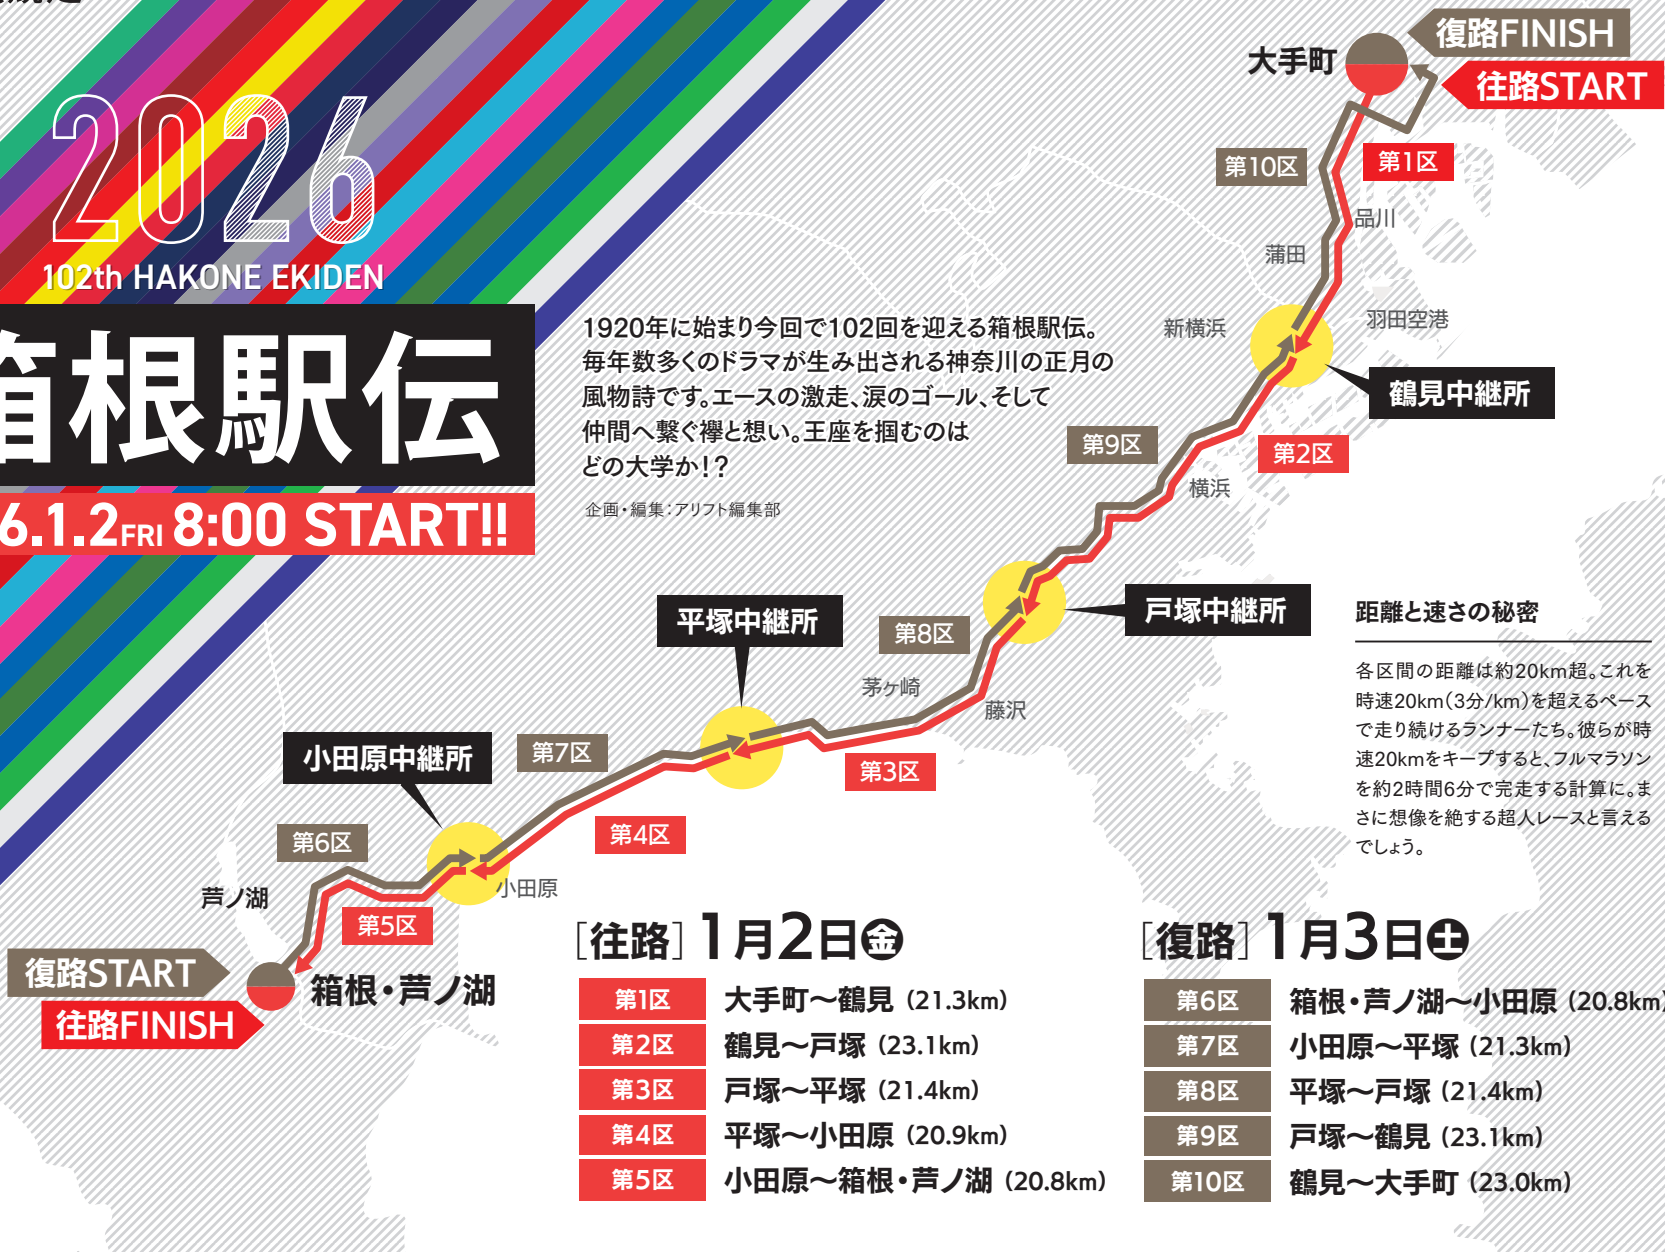 2026
102th HAKONE EKIDEN
箱根駅伝
6.1.2FRI 8:00 START!!
1920年に始まり今回で102回を迎える箱根駅伝。
毎年数多くのドラマが生み出される神奈川の正月の
風物詩です。エースの激走、涙のゴール、そして
仲間へ繋ぐ襷と想い。王座を掴むのは
どの大学か！？
企画・編集：アリフト編集部
大手町
復路FINISH
往路START
第10区
第1区
品川
蒲田
新横浜
羽田空港
鶴見中継所
第9区
第2区
横浜
戸塚中継所
平塚中継所
第8区
茅ヶ崎
藤沢
小田原中継所
第7区
第3区
第6区
第4区
小田原
芦ノ湖
第5区
復路START
往路FINISH
箱根・芦ノ湖
距離と速さの秘密
各区間の距離は約20km超。これを
時速20km（3分/km）を超えるペース
で走り続けるランナーたち。彼らが時
速20kmをキープすると、フルマラソン
を約2時間6分で完走する計算に。ま
さに想像を絶する超人レースと言える
でしょう。
［往路］1月2日金
第1区 大手町〜鶴見（21.3km）
第2区 鶴見〜戸塚（23.1km）
第3区 戸塚〜平塚（21.4km）
第4区 平塚〜小田原（20.9km）
第5区 小田原〜箱根・芦ノ湖（20.8km）
［復路］1月3日土
第6区 箱根・芦ノ湖〜小田原（20.8km）
第7区 小田原〜平塚（21.3km）
第8区 平塚〜戸塚（21.4km）
第9区 戸塚〜鶴見（23.1km）
第10区 鶴見〜大手町（23.0km）